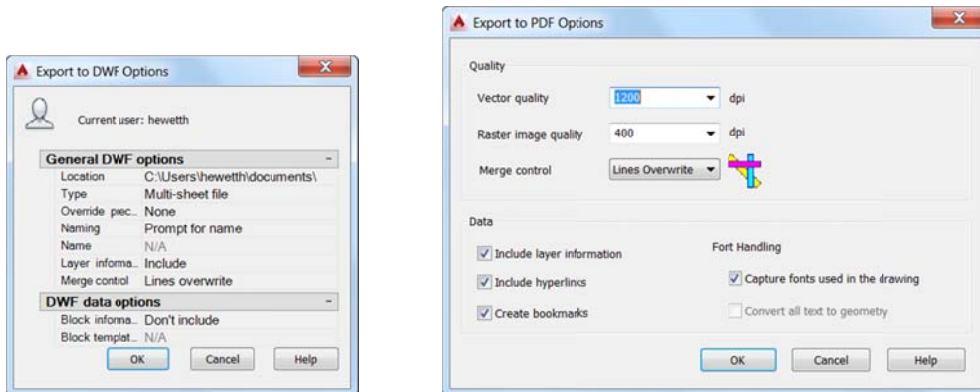 Export to DWF Options
Current user: hewetth
General DWF options -
Location C:\Users\hewetth\documents\
Type Multi-sheet file
Override prec... None
Naming Prompt for name
Name N/A
Layer informa... Include
Merge control Lines overwrite
DWF data options -
Block informa... Don't include
Block templat... N/A
OK Cancel Help
Export to PDF Options
Quality
Vector quality 1200 dpi
Raster image quality 400 dpi
Merge control Lines Overwrite
Data
Include layer information
Include hyperlinks
Create bookmarks
Font Handling
Capture fonts used in the drawing
Convert all text to geometry
OK Cancel Help